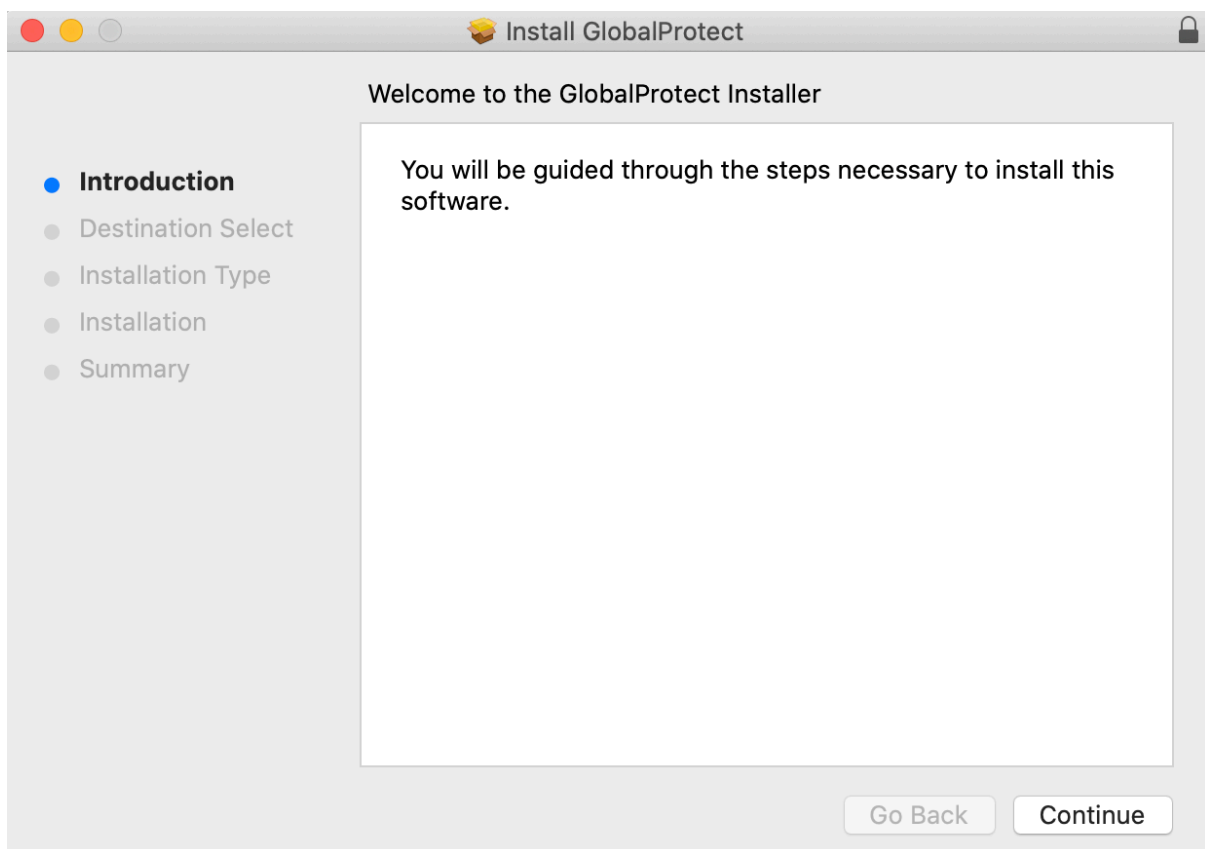 Install GlobalProtect
Welcome to the GlobalProtect Installer
Introduction
Destination Select
Installation Type
Installation
Summary
You will be guided through the steps necessary to install this
software.
Go Back
Continue